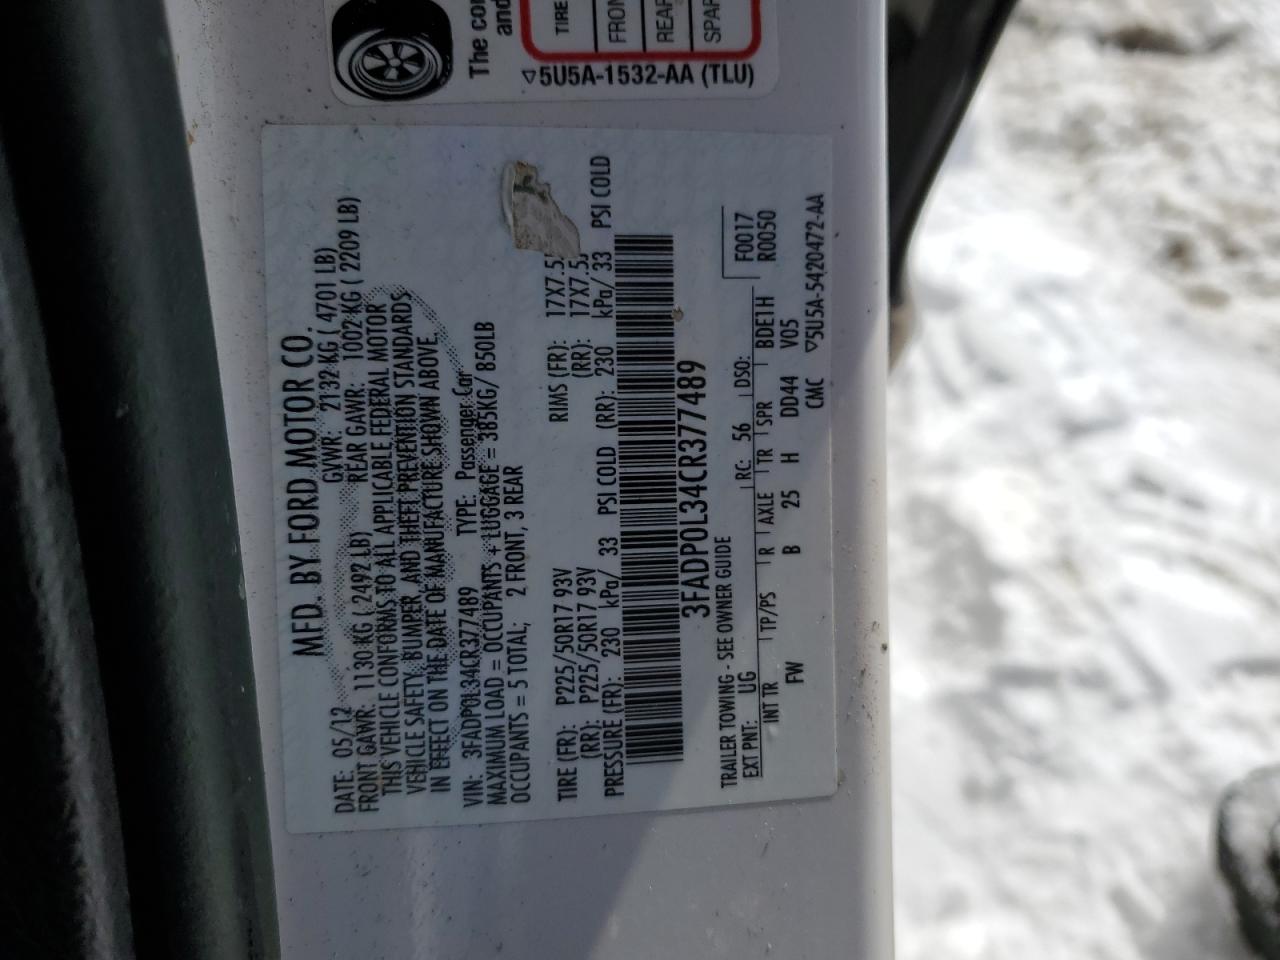 The con
and
TIRE
FRON
REAR
SPAR
▽5U5A-1532-AA (TLU)
MFD. BY FORD MOTOR CO.
DATE: 05/12 GVWR: 2132 KG ( 4701 LB)
FRONT GAWR: 1130 KG ( 2492 LB) REAR GAWR: 1002 KG ( 2209 LB)
THIS VEHICLE CONFORMS TO ALL APPLICABLE FEDERAL MOTOR
VEHICLE SAFETY, BUMPER, AND THEFT PREVENTION STANDARDS
IN EFFECT ON THE DATE OF MANUFACTURE SHOWN ABOVE.
VIN: 3FADP0L34CR377489 TYPE: Passenger Car
MAXIMUM LOAD = OCCUPANTS + LUGGAGE = 385KG/ 850LB
OCCUPANTS = 5 TOTAL; 2 FRONT, 3 REAR
TIRE (FR): P225/50R17 93V RIMS (FR): 17X7.5J
(RR): P225/50R17 93V (RR): 17X7.5J
PRESSURE (FR): 230 kPa/ 33 PSI COLD (RR): 230 kPa/ 33 PSI COLD
3FADP0L34CR377489
TRAILER TOWING - SEE OWNER GUIDE F0017
EXT PNT: UG RC: 56 DSO: R0050
INT TR TP/PS R AXLE TR SPR BDE1H
FW B 25 H DD44 V05
CMC ▽5U5A-5420472-AA